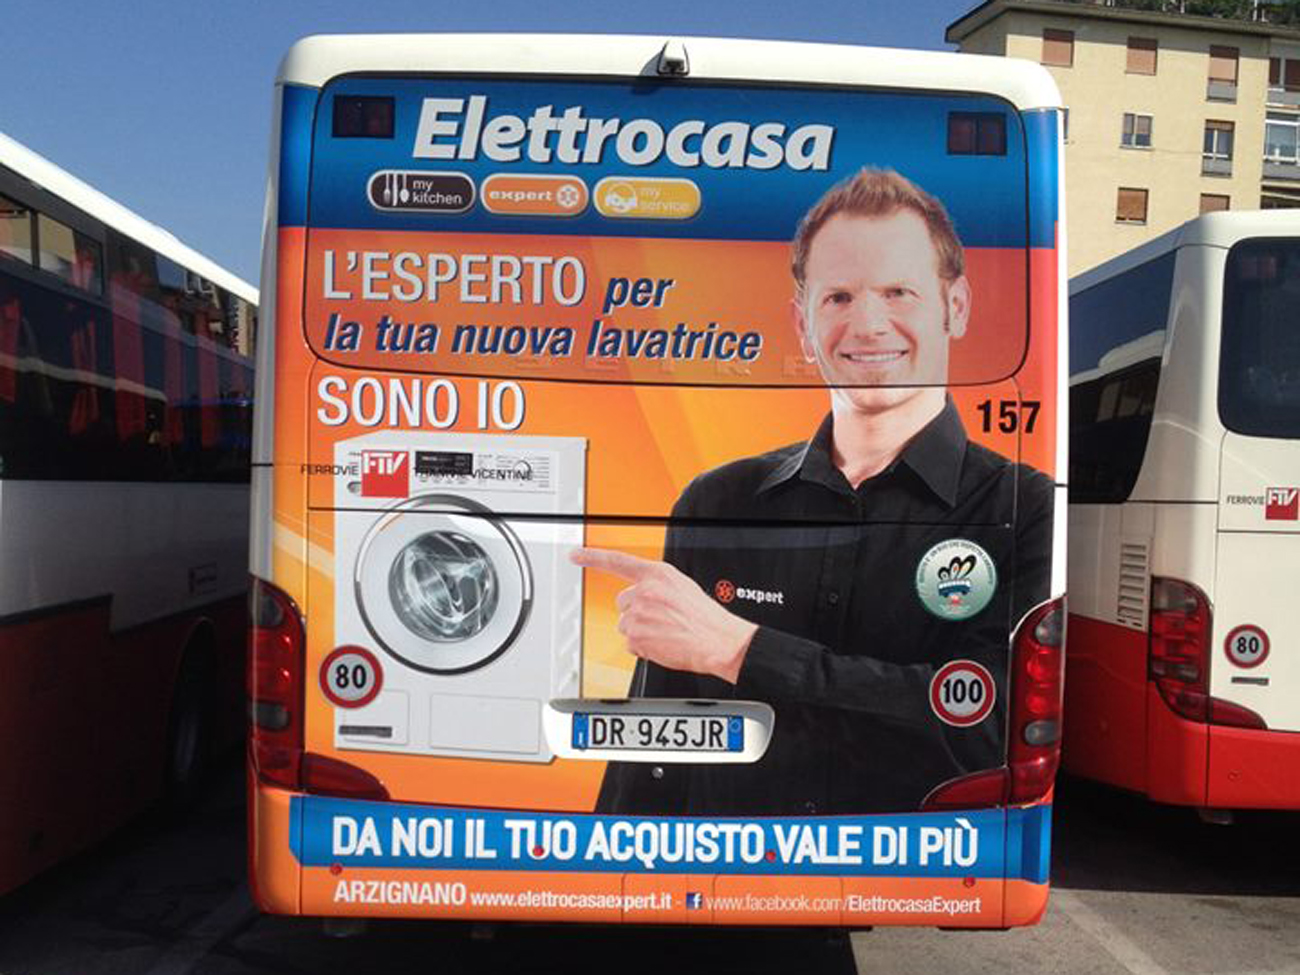 Elettrocasa
my
kitchen
expert
my
service
L'ESPERTO per
la tua nuova lavatrice
SETRA
SONO IO
157
FERROVIE FTV TRAMVIE VICENTINE
expert
80
100
DR 945JR
I
DA NOI IL TUO ACQUISTO VALE DI PIÙ
ARZIGNANO www.elettrocasaexpert.it - f www.facebook.com/ElettrocasaExpert
FERROVIE FTV
80